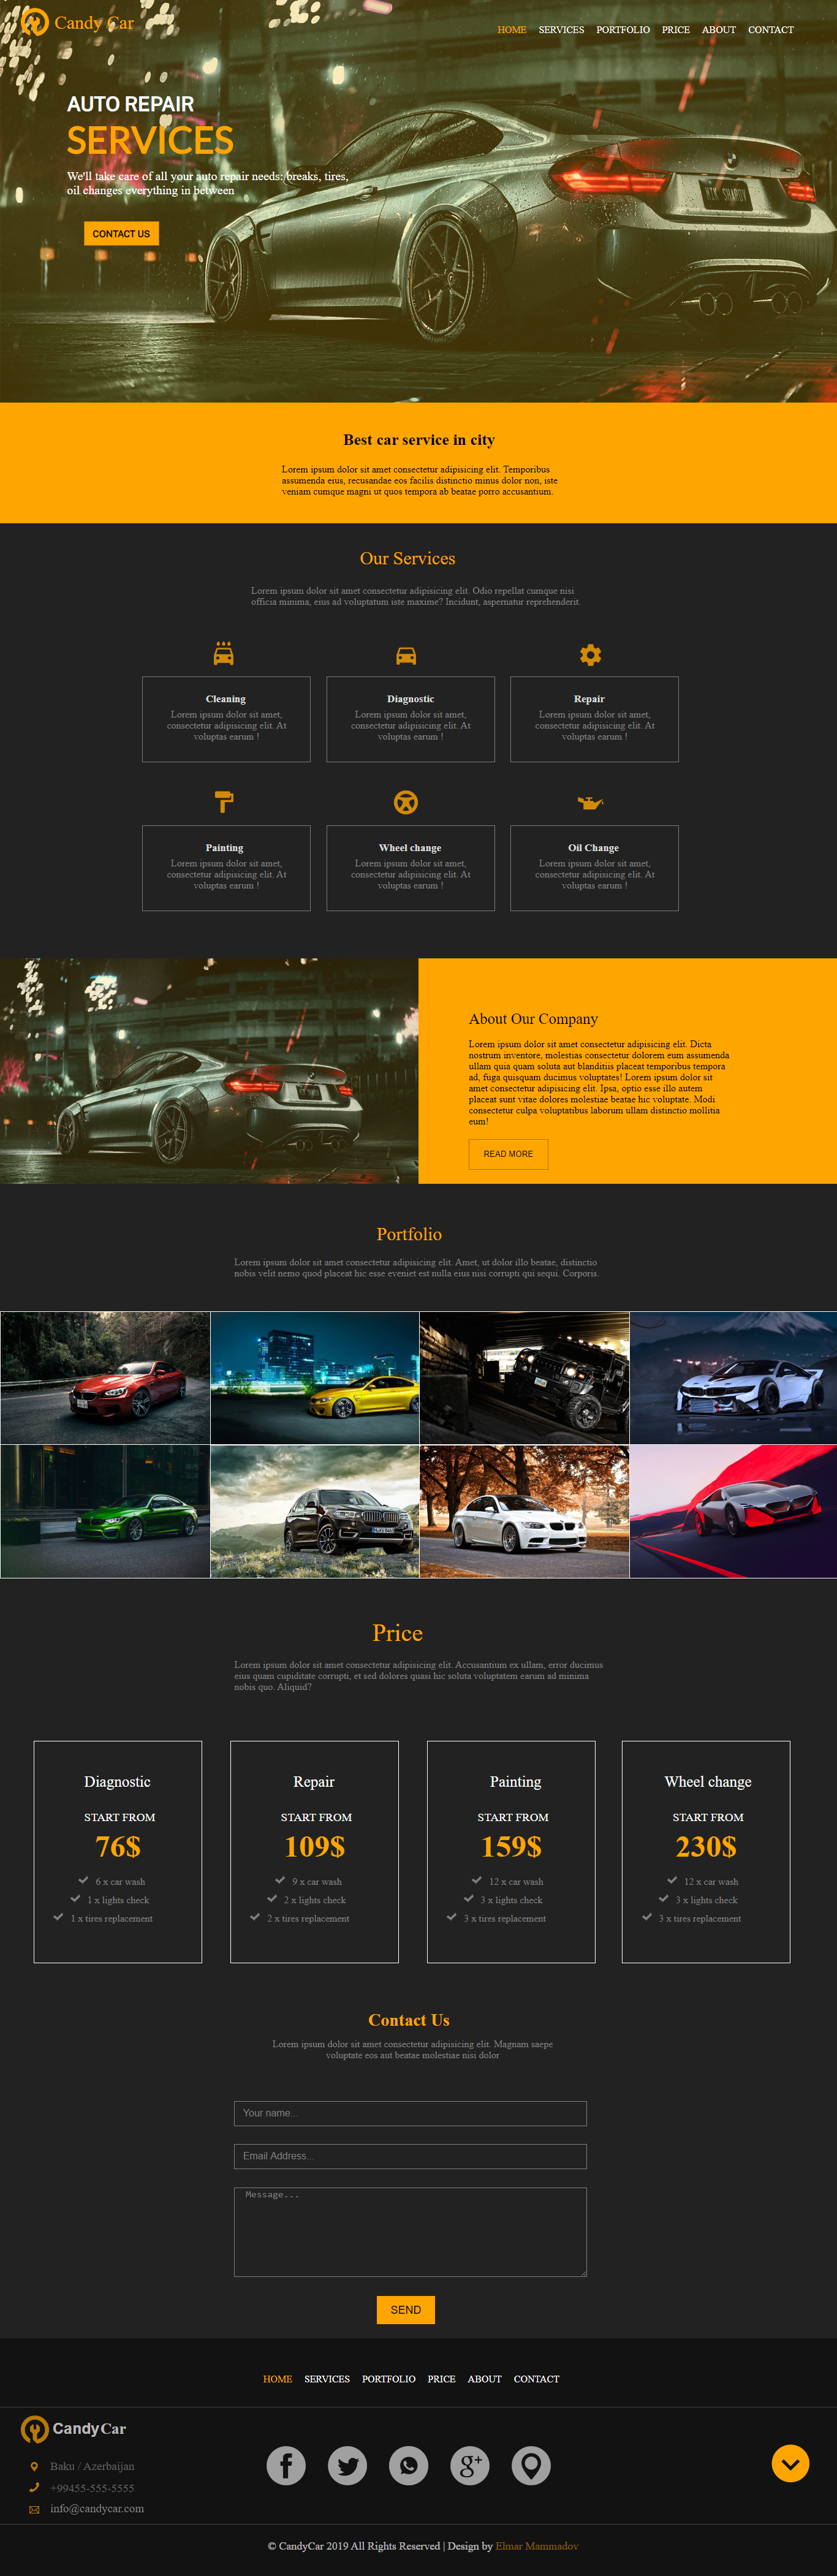 Candy Car
HOME SERVICES PORTFOLIO PRICE ABOUT CONTACT
AUTO REPAIR
SERVICES
We'll take care of all your auto repair needs: breaks, tires,
oil changes everything in between
CONTACT US
Best car service in city
Lorem ipsum dolor sit amet consectetur adipisicing elit. Temporibus
assumenda eius, recusandae eos facilis distinctio minus dolor non, iste
veniam cumque magni ut quos tempora ab beatae porro accusantium.
Our Services
Lorem ipsum dolor sit amet consectetur adipisicing elit. Odio repellat cumque nisi
officia minima, eius ad voluptatum iste maxime? Incidunt, aspernatur reprehenderit.
Cleaning
Lorem ipsum dolor sit amet,
consectetur adipisicing elit. At
voluptas earum !
Diagnostic
Lorem ipsum dolor sit amet,
consectetur adipisicing elit. At
voluptas earum !
Repair
Lorem ipsum dolor sit amet,
consectetur adipisicing elit. At
voluptas earum !
Painting
Lorem ipsum dolor sit amet,
consectetur adipisicing elit. At
voluptas earum !
Wheel change
Lorem ipsum dolor sit amet,
consectetur adipisicing elit. At
voluptas earum !
Oil Change
Lorem ipsum dolor sit amet,
consectetur adipisicing elit. At
voluptas earum !
About Our Company
Lorem ipsum dolor sit amet consectetur adipisicing elit. Dicta
nostrum inventore, molestias consectetur dolorem eum assumenda
ullam quia quam soluta aut blanditiis placeat temporibus tempora
ad, fuga quisquam ducimus voluptates! Lorem ipsum dolor sit
amet consectetur adipisicing elit. Ipsa, optio esse illo autem
placeat sunt vitae dolores molestiae beatae hic voluptate. Modi
consectetur culpa voluptatibus laborum ullam distinctio mollitia
eum!
READ MORE
Portfolio
Lorem ipsum dolor sit amet consectetur adipisicing elit. Amet, ut dolor illo beatae, distinctio
nobis velit nemo quod placeat hic esse eveniet est nulla eius nisi corrupti qui sequi. Corporis.
Price
Lorem ipsum dolor sit amet consectetur adipisicing elit. Accusantium ex ullam, error ducimus
eius quam cupiditate corrupti, et sed dolores quasi hic soluta voluptatem earum ad minima
nobis quo. Aliquid?
Diagnostic
START FROM
76$
6 x car wash
1 x lights check
1 x tires replacement
Repair
START FROM
109$
9 x car wash
2 x lights check
2 x tires replacement
Painting
START FROM
159$
12 x car wash
3 x lights check
3 x tires replacement
Wheel change
START FROM
230$
12 x car wash
3 x lights check
3 x tires replacement
Contact Us
Lorem ipsum dolor sit amet consectetur adipisicing elit. Magnam saepe
voluptate eos aut beatae molestiae nisi dolor
Your name...
Email Address...
Message...
SEND
HOME SERVICES PORTFOLIO PRICE ABOUT CONTACT
Candy Car
Baku / Azerbaijan
+99455-555-5555
info@candycar.com
© CandyCar 2019 All Rights Reserved | Design by Elmar Mammadov